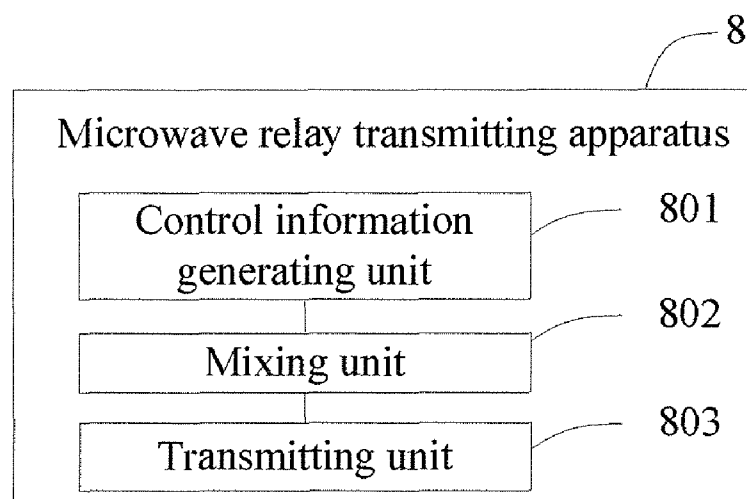 8
Microwave relay transmitting apparatus
Control information
generating unit
801
Mixing unit
802
Transmitting unit
803